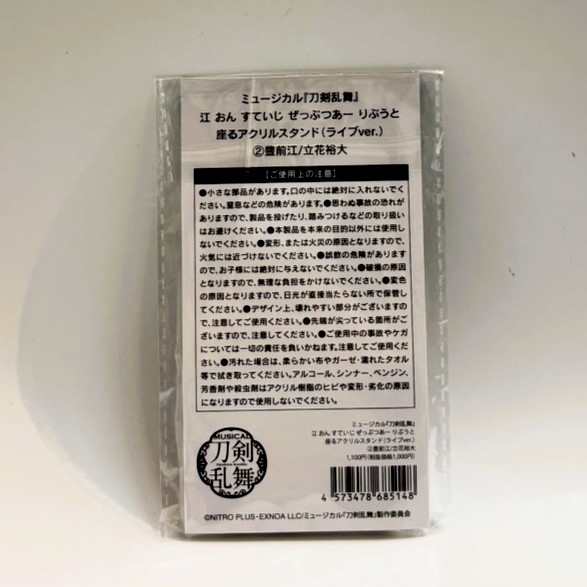 ミュージカル『刀剣乱舞』
江 おん すていじ ぜっぷつあー りぶうと
座るアクリルスタンド(ライブver.)
②豊前江/立花裕大
【ご使用上の注意】
●小さな部品があります。口の中には絶対に入れないでく
ださい。窒息などの危険があります。●思わぬ事故の恐れが
ありますので、製品を投げたり、踏みつけるなどの取り扱い
はお避けください。●本製品を本来の目的以外には使用し
ないでください。●変形、または火災の原因となりますので、
火気には近づけないでください。●誤飲の危険があります
ので、お子様には絶対に与えないでください。●破損の原因
となりますので、無理な負担をかけないでください。●変色
の原因となりますので、日光が直接当たらない所で保管し
てください。●デザイン上、壊れやすい部分がございますの
で、注意してご使用ください。●先端が尖っている箇所がご
ざいますので、注意してください。●ご使用中の事故やケガ
については一切の責任を負いかねます。注意してご使用くだ
さい。●汚れた場合は、柔らかい布やガーゼ・濡れたタオル
等で拭き取ってください。アルコール、シンナー、ベンジン、
芳香剤や殺虫剤はアクリル樹脂のヒビや変形・劣化の原因
になりますので使用しないでください。
ミュージカル『刀剣乱舞』
江 おん すていじ ぜっぷつあー りぶうと
座るアクリルスタンド(ライブver.)
②豊前江/立花裕大
1,100円(税抜価格1,000円)
MUSICAL
刀剣
乱舞
4 573478 685148
©NITRO PLUS・EXNOA LLC/ミュージカル『刀剣乱舞』製作委員会